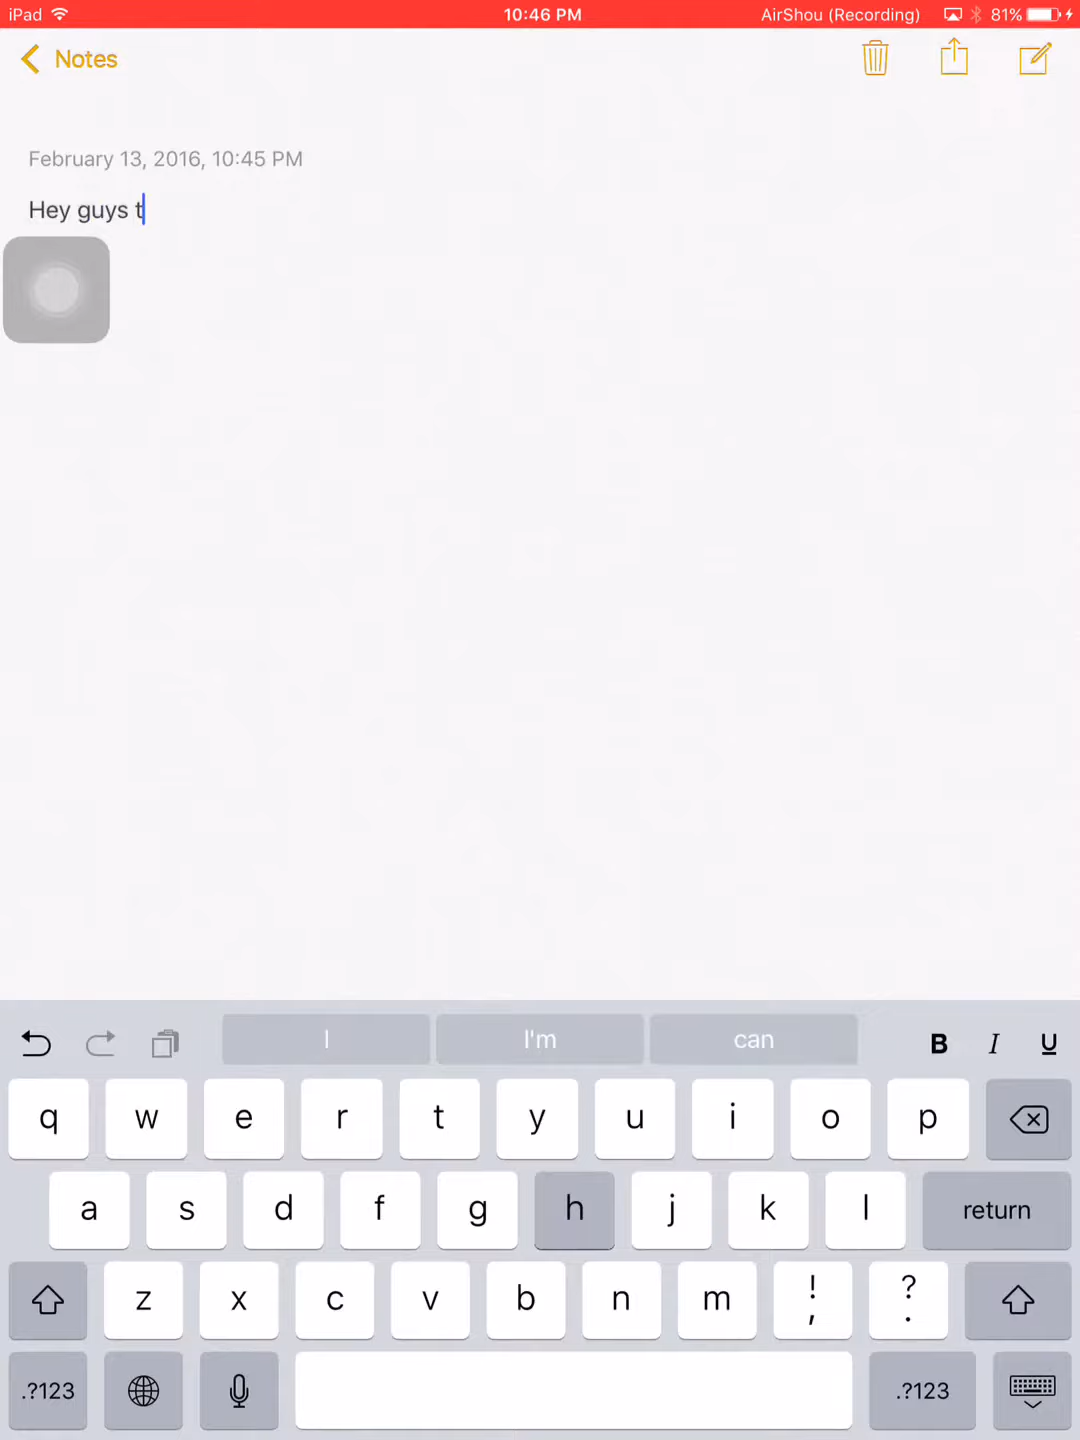 iPad 10:46 PM AirShou (Recording) 81%
Notes
February 13, 2016, 10:45 PM
Hey guys t
I I'm can B I U
q w e r t y u i o p
a s d f g h j k l return
z x c v b n m ! , ? .
.?123 .?123